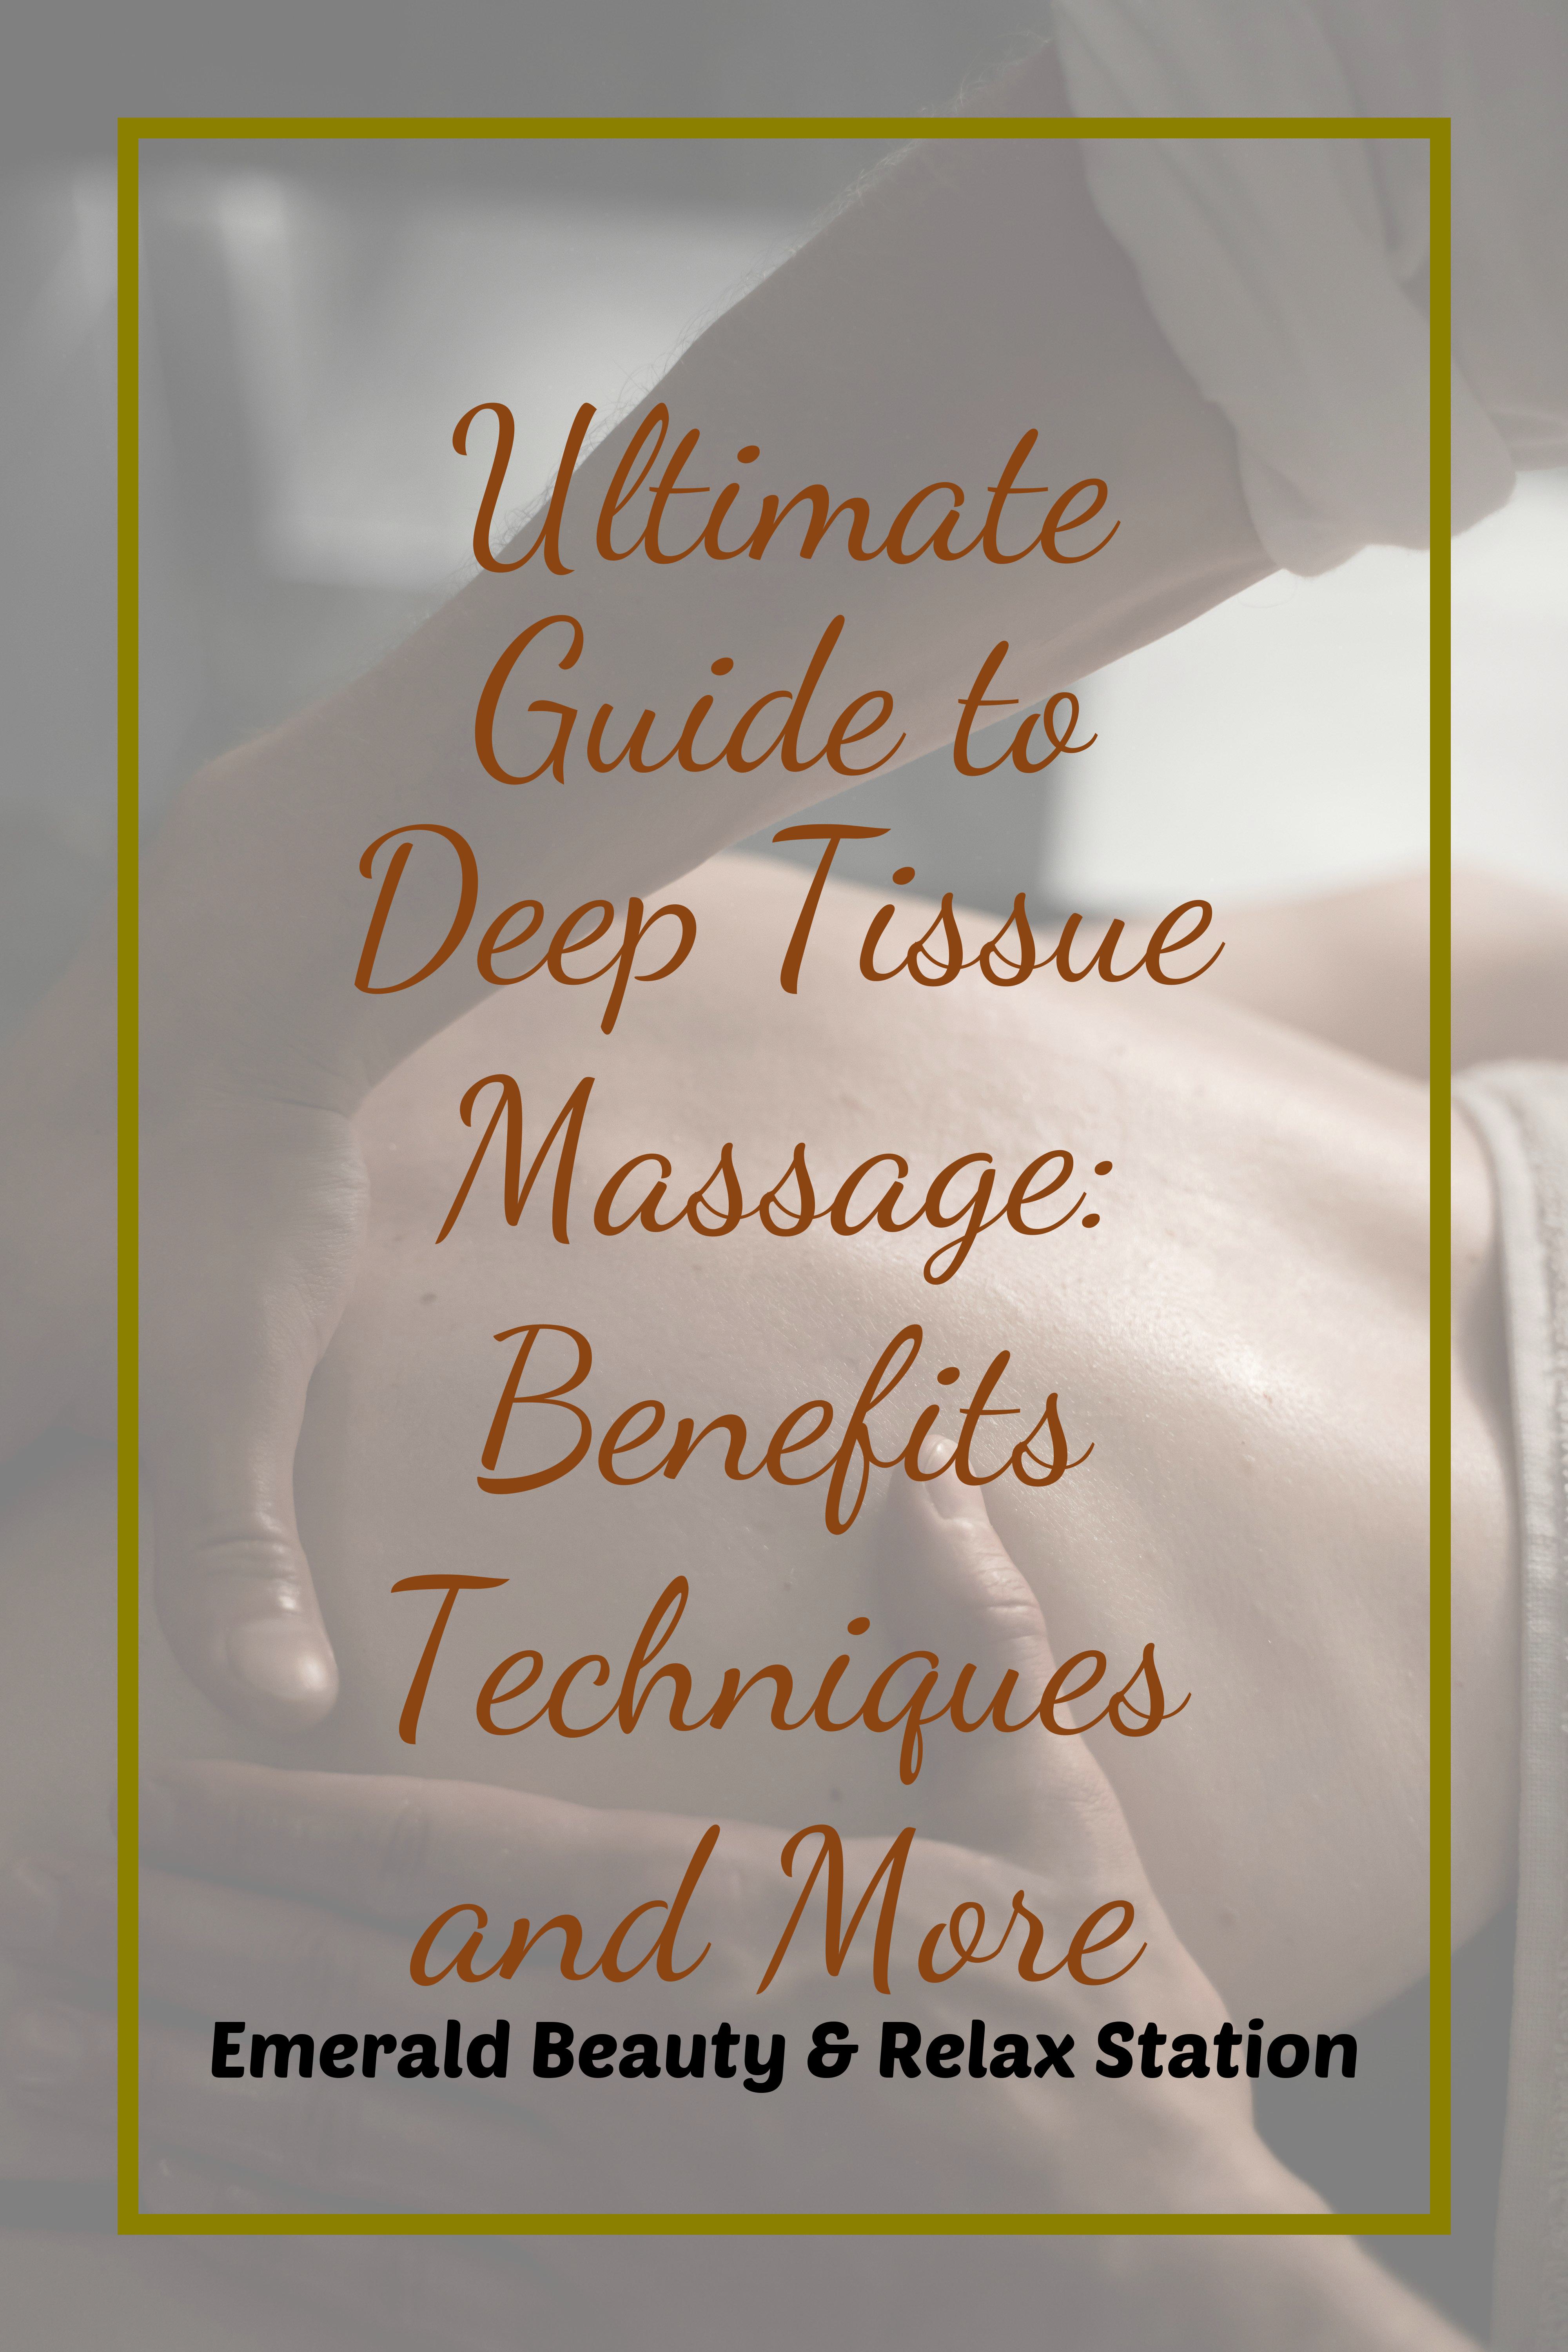 Ultimate
Guide to
Deep Tissue
Massage:
Benefits
Techniques
and More
Emerald Beauty & Relax Station